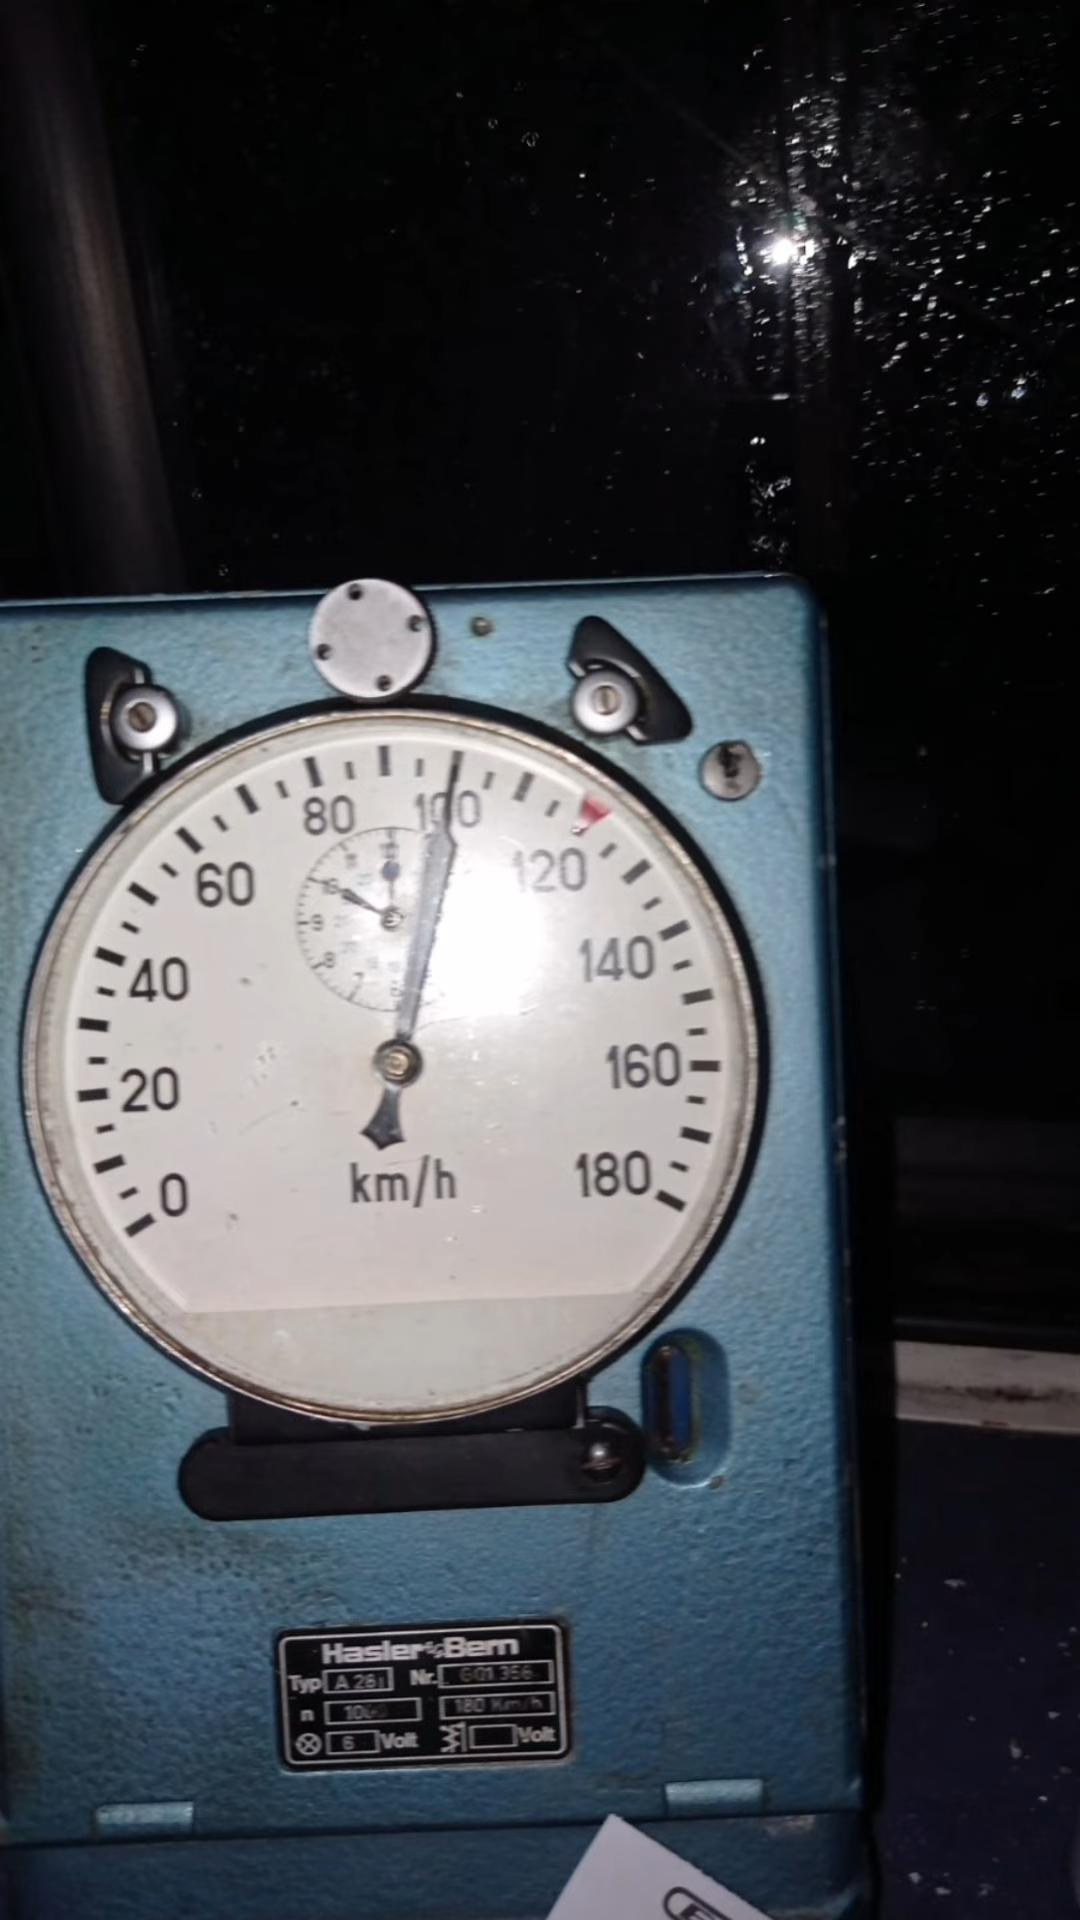 80 100
60 120
40 140
20 160
0 180
km/h
Hasler Bern
Typ A 28 Nr. 
n 180 Km/h
6 Volt Volt